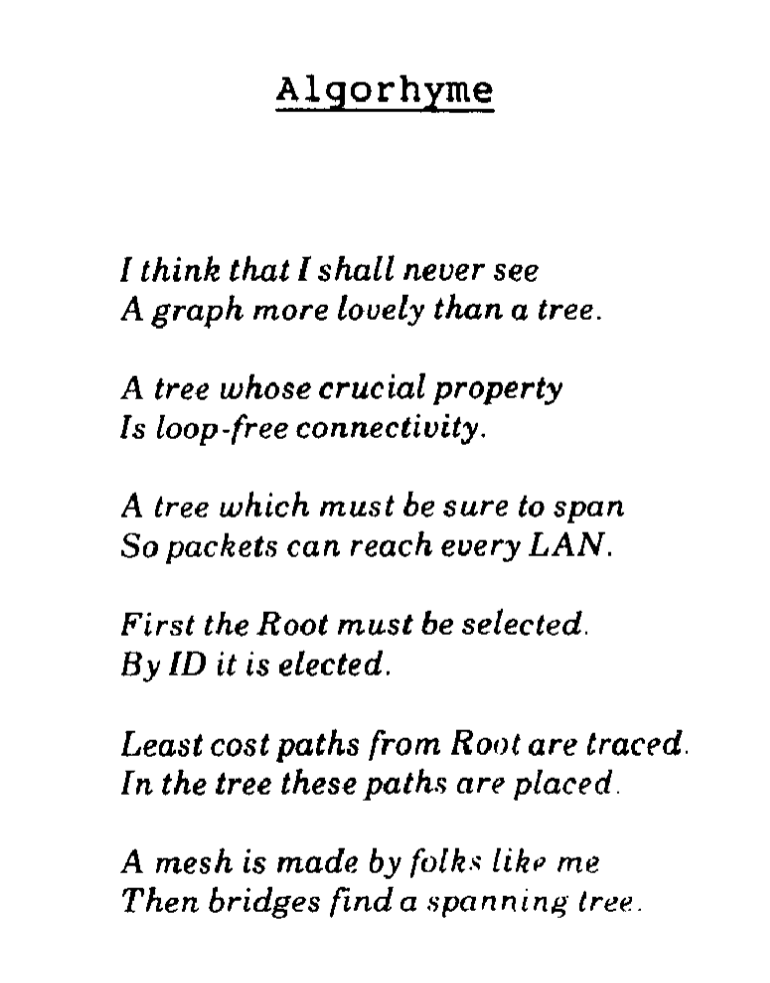 Algorhyme
I think that I shall never see
A graph more lovely than a tree.
A tree whose crucial property
Is loop-free connectivity.
A tree which must be sure to span
So packets can reach every LAN.
First the Root must be selected.
By ID it is elected.
Least cost paths from Root are traced.
In the tree these paths are placed.
A mesh is made by folks like me
Then bridges find a spanning tree.